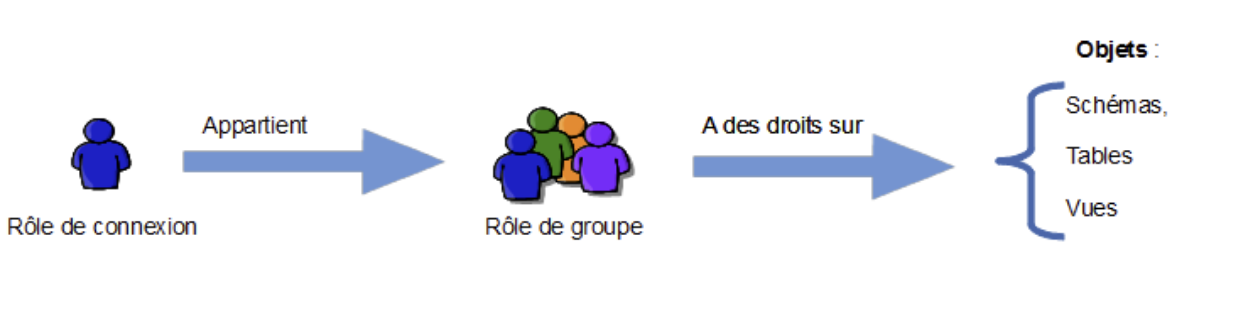 Objets :
Schémas,
Appartient
A des droits sur
Tables
Vues
Rôle de connexion
Rôle de groupe